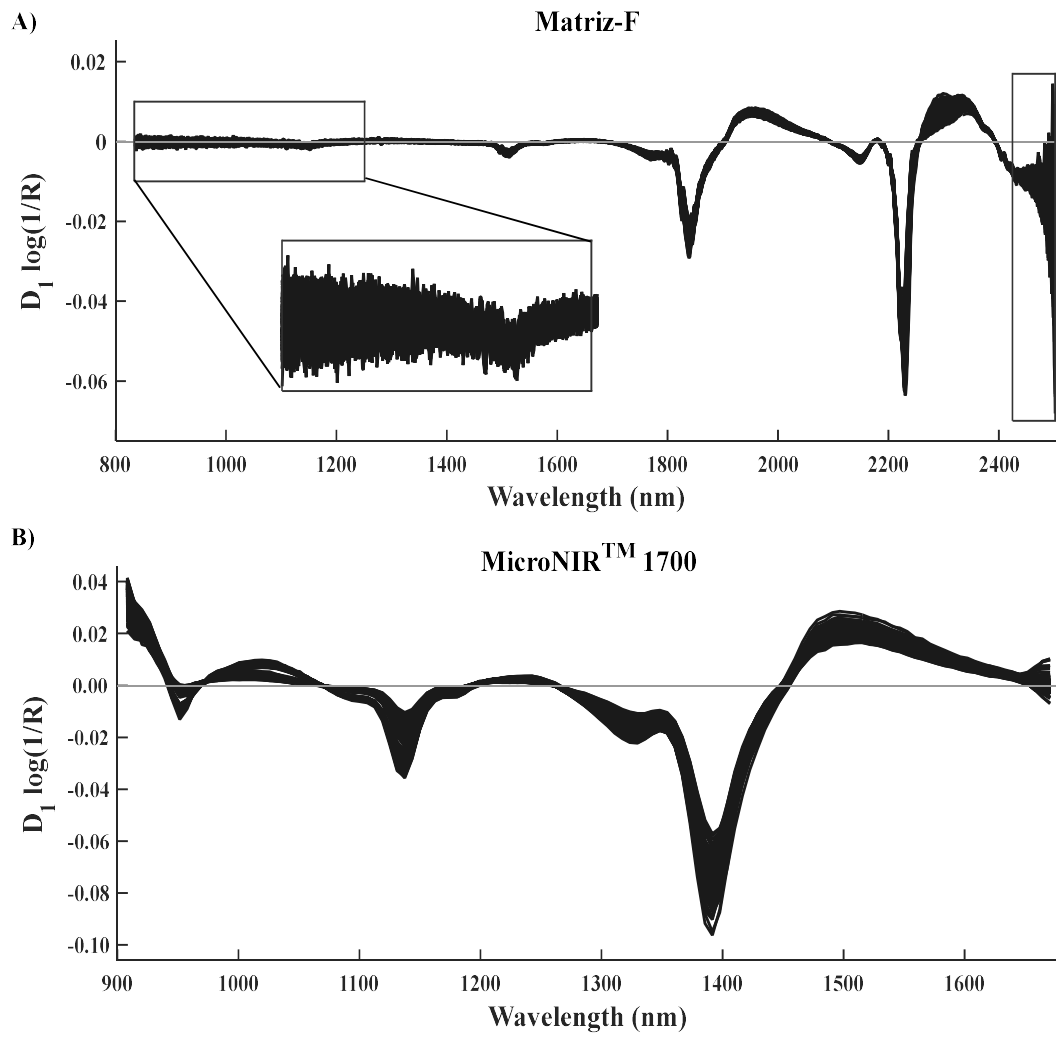 A)
Matriz-F
0.02
0
-0.02
-0.04
-0.06
D1 log(1/R)
800 1000 1200 1400 1600 1800 2000 2200 2400
Wavelength (nm)
B)
MicroNIR™ 1700
0.04
0.02
0.00
-0.02
-0.04
-0.06
-0.08
-0.10
D1 log(1/R)
900 1000 1100 1200 1300 1400 1500 1600
Wavelength (nm)